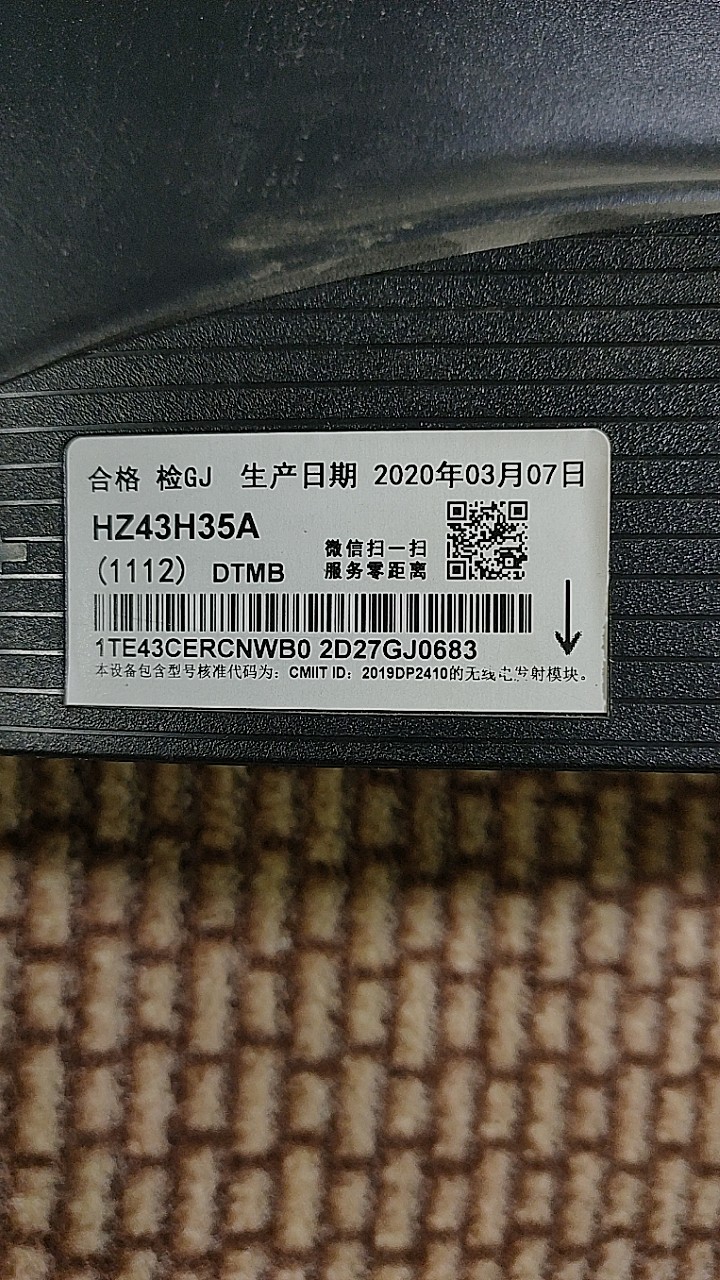 合格 检GJ 生产日期 2020年03月07日
HZ43H35A
微信扫一扫
(1112) DTMB 服务零距离
1TE43CERCNWB0 2D27GJ0683
本设备包含型号核准代码为：CMIIT ID：2019DP2410的无线电发射模块。